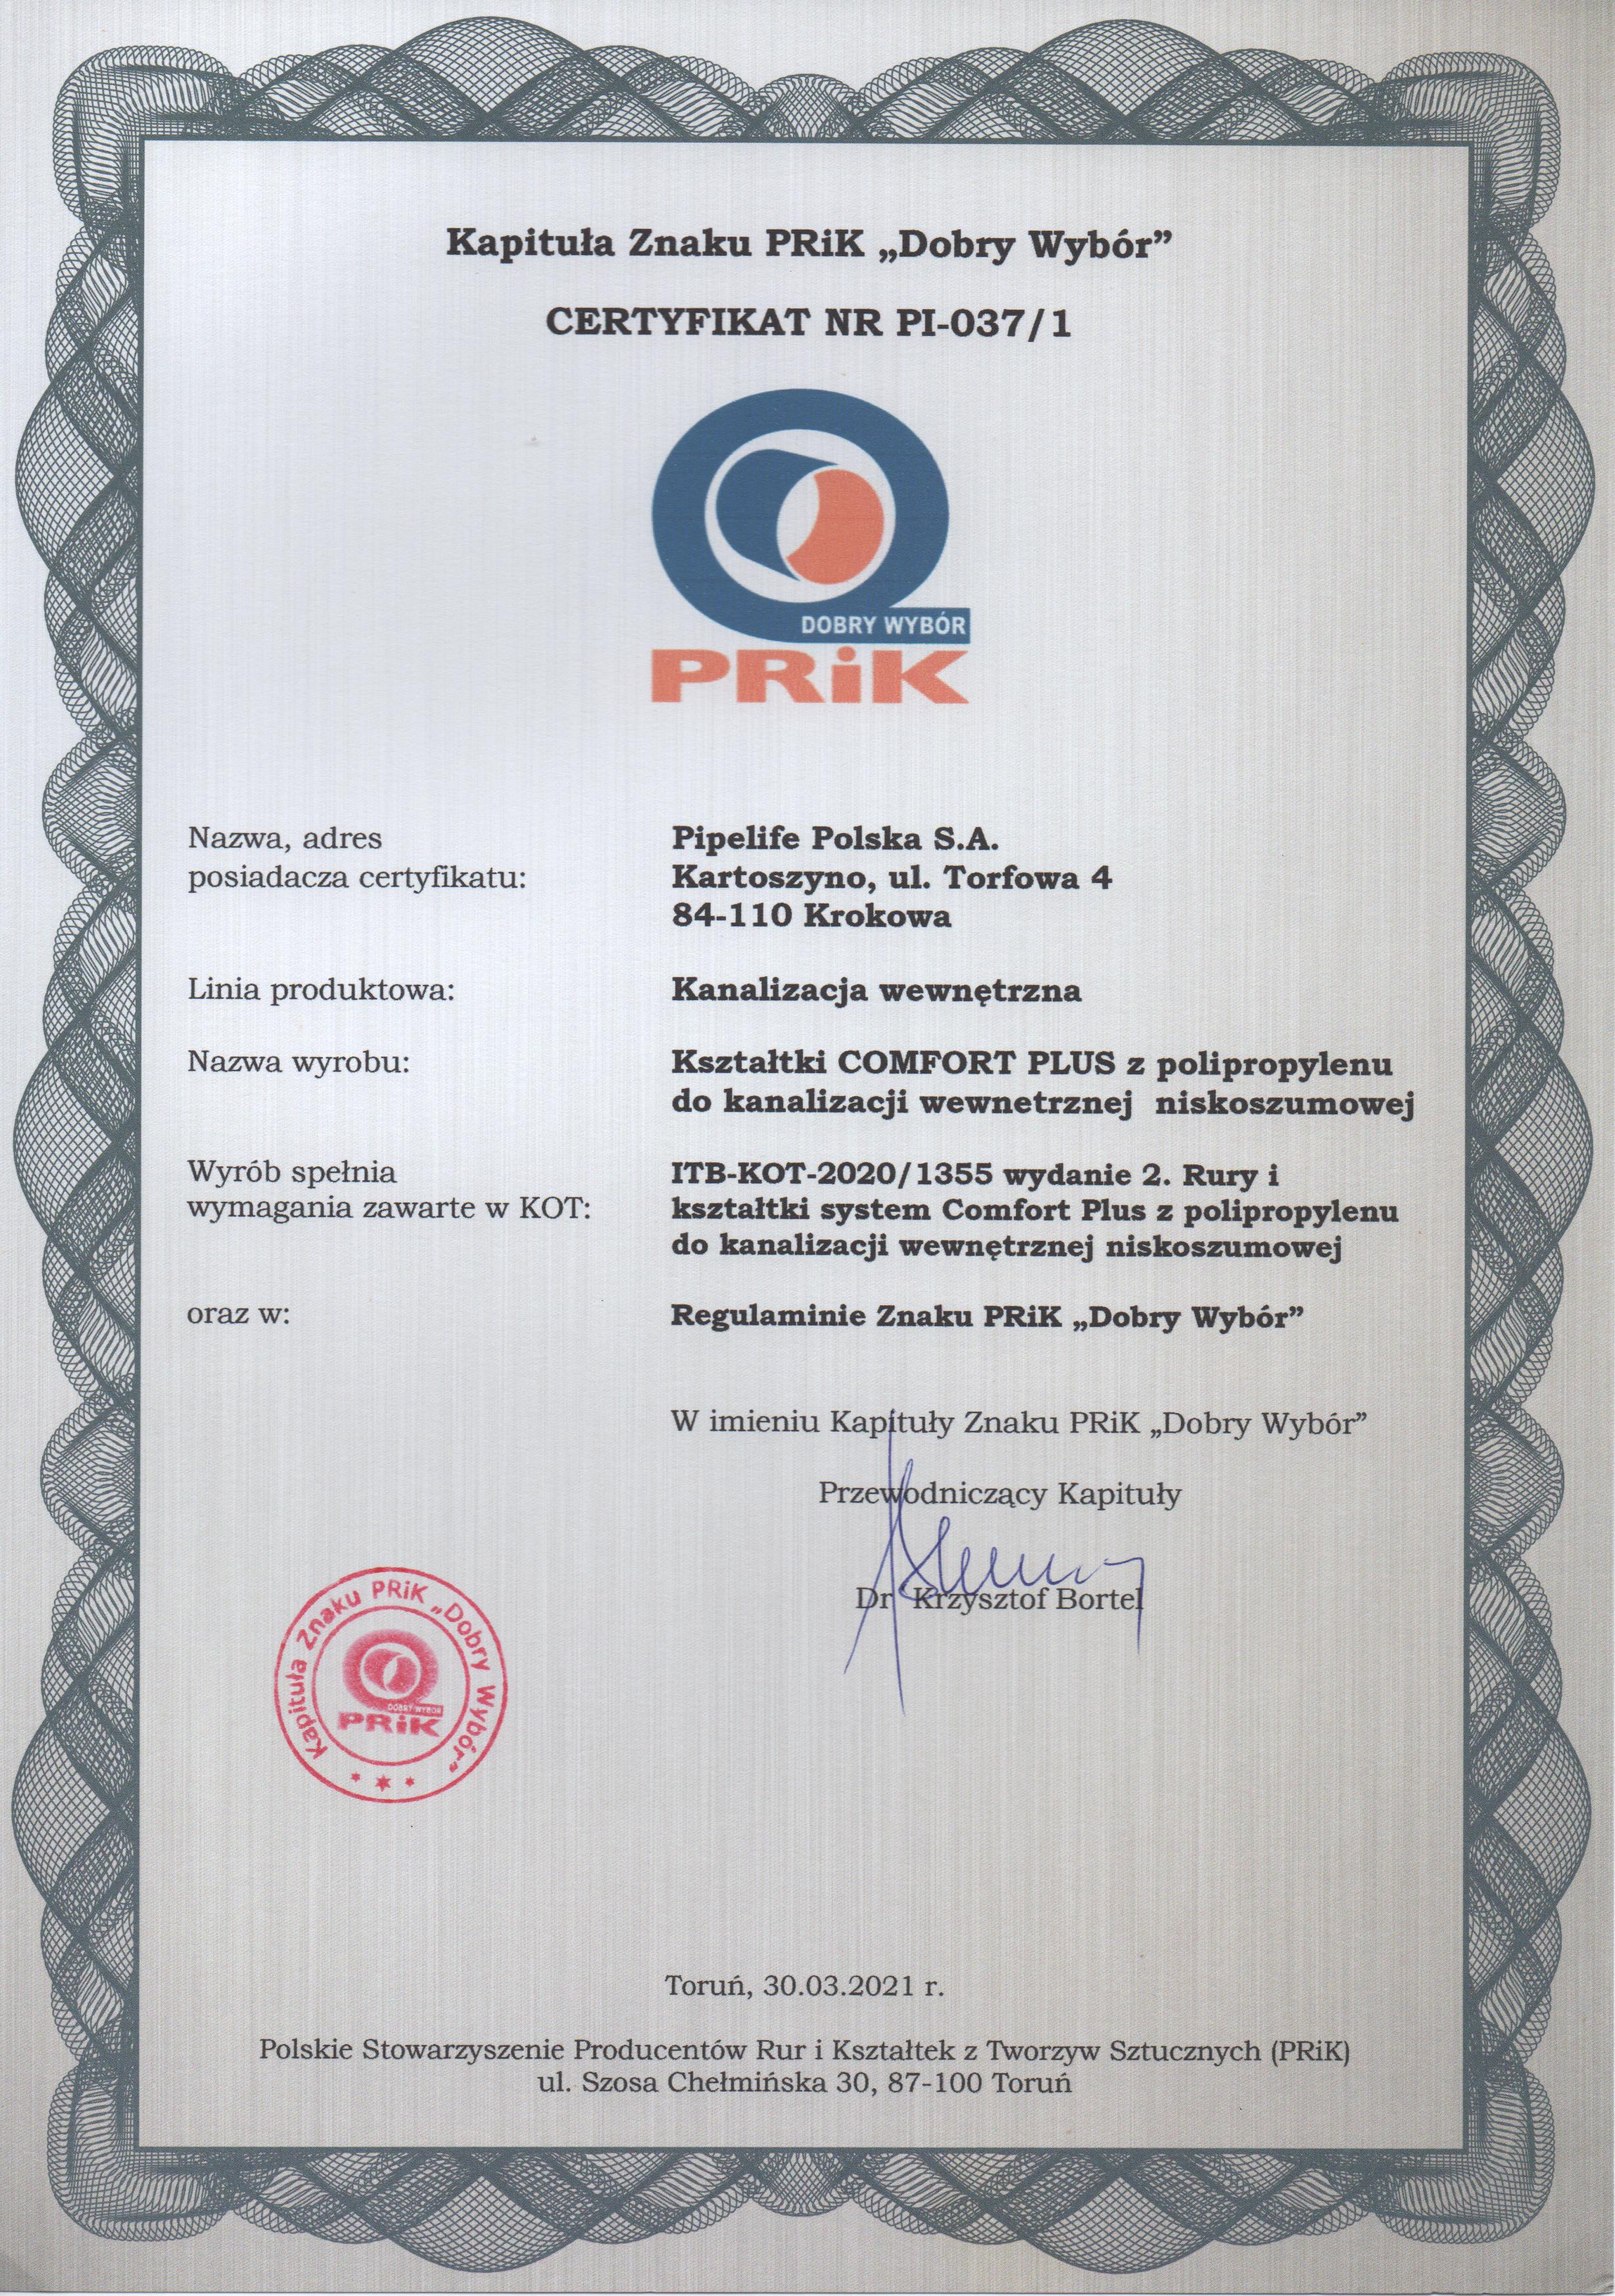 Kapituła Znaku PRiK „Dobry Wybór”
CERTYFIKAT NR PI-037/1
DOBRY WYBÓR
PRiK
Nazwa, adres
posiadacza certyfikatu:
Pipelife Polska S.A.
Kartoszyno, ul. Torfowa 4
84-110 Krokowa
Linia produktowa:
Kanalizacja wewnętrzna
Nazwa wyrobu:
Kształtki COMFORT PLUS z polipropylenu
do kanalizacji wewnetrznej niskoszumowej
Wyrób spełnia
wymagania zawarte w KOT:
ITB-KOT-2020/1355 wydanie 2. Rury i
kształtki system Comfort Plus z polipropylenu
do kanalizacji wewnętrznej niskoszumowej
oraz w:
Regulaminie Znaku PRiK „Dobry Wybór”
W imieniu Kapituły Znaku PRiK „Dobry Wybór”
Przewodniczący Kapituły
Dr Krzysztof Bortel
Kapituła Znaku PRiK „Dobry Wybór”
DOBRY WYBÓR
PRiK
Toruń, 30.03.2021 r.
Polskie Stowarzyszenie Producentów Rur i Kształtek z Tworzyw Sztucznych (PRiK)
ul. Szosa Chełmińska 30, 87-100 Toruń